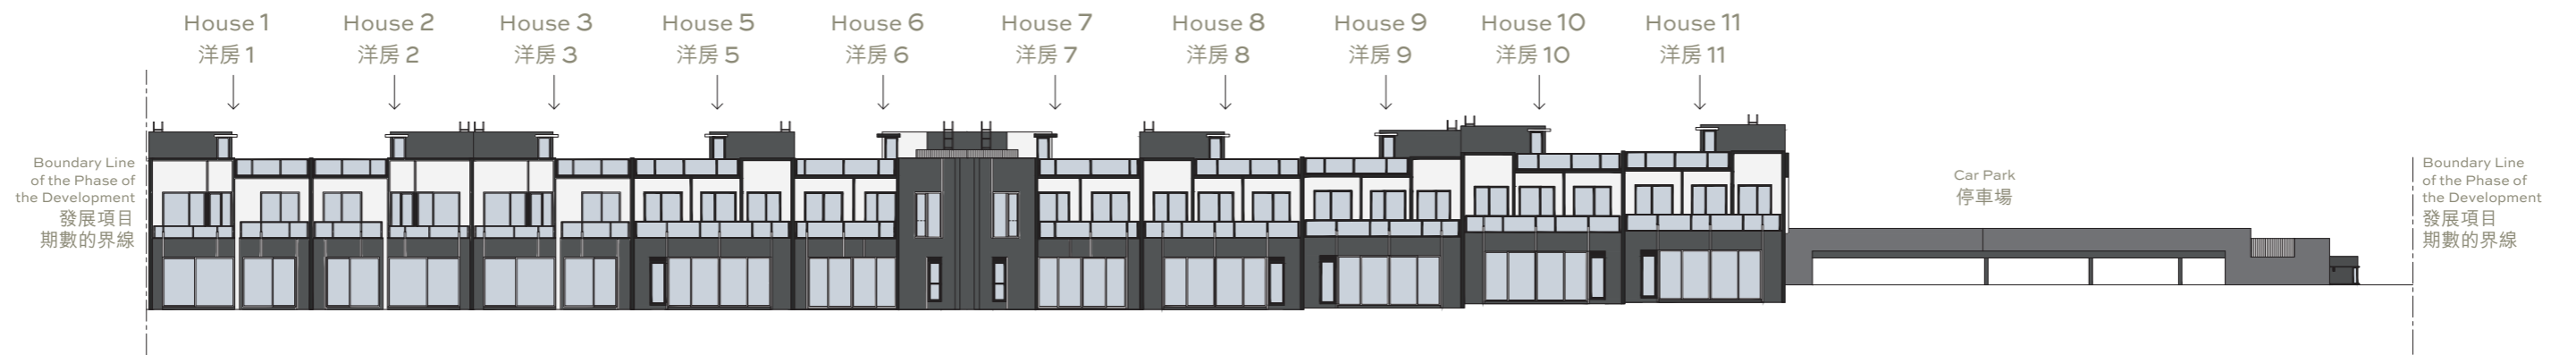 House 1
洋房 1
House 2
洋房 2
House 3
洋房 3
House 5
洋房 5
House 6
洋房 6
House 7
洋房 7
House 8
洋房 8
House 9
洋房 9
House 10
洋房 10
House 11
洋房 11
Boundary Line
of the Phase of
the Development
發展項目
期數的界線
Car Park
停車場
Boundary Line
of the Phase of
the Development
發展項目
期數的界線